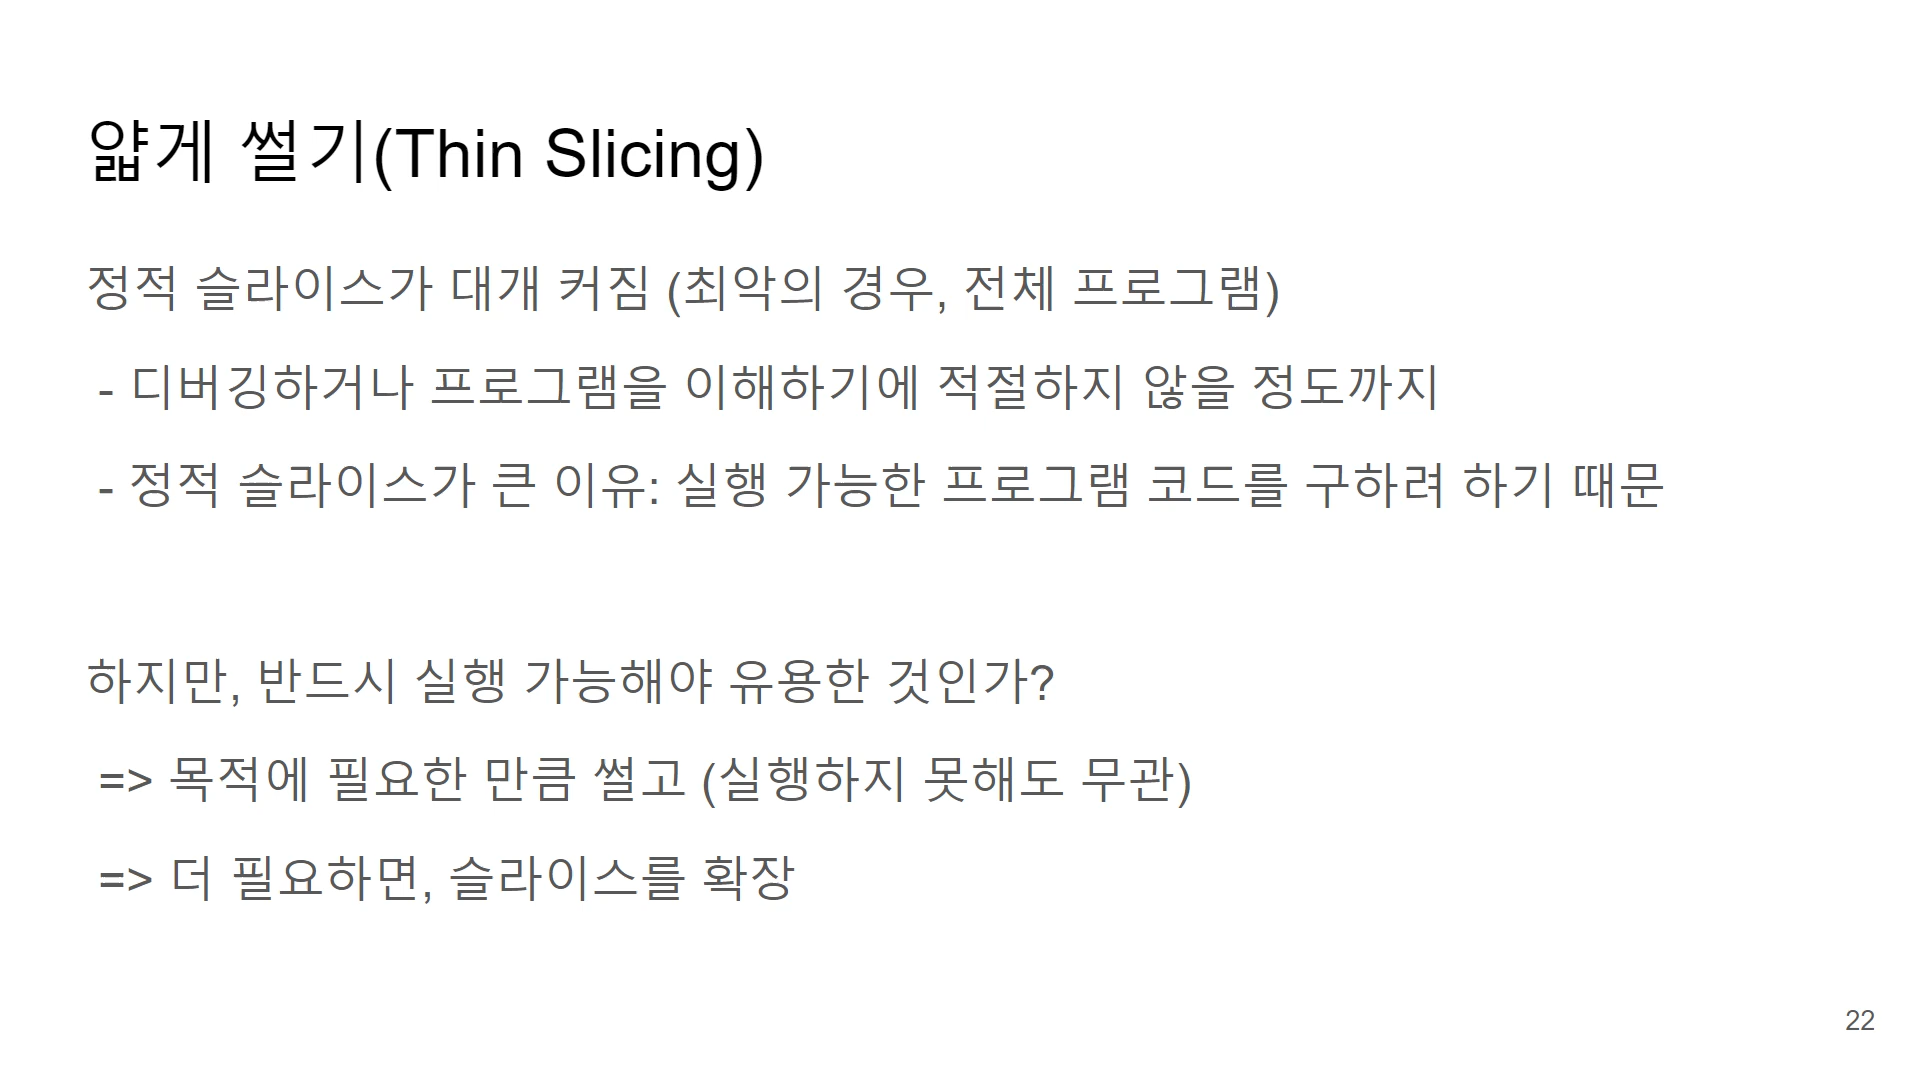 얇게 썰기(Thin Slicing)
정적 슬라이스가 대개 커짐 (최악의 경우, 전체 프로그램)
- 디버깅하거나 프로그램을 이해하기에 적절하지 않을 정도까지
- 정적 슬라이스가 큰 이유: 실행 가능한 프로그램 코드를 구하려 하기 때문
하지만, 반드시 실행 가능해야 유용한 것인가?
=> 목적에 필요한 만큼 썰고 (실행하지 못해도 무관)
=> 더 필요하면, 슬라이스를 확장
22